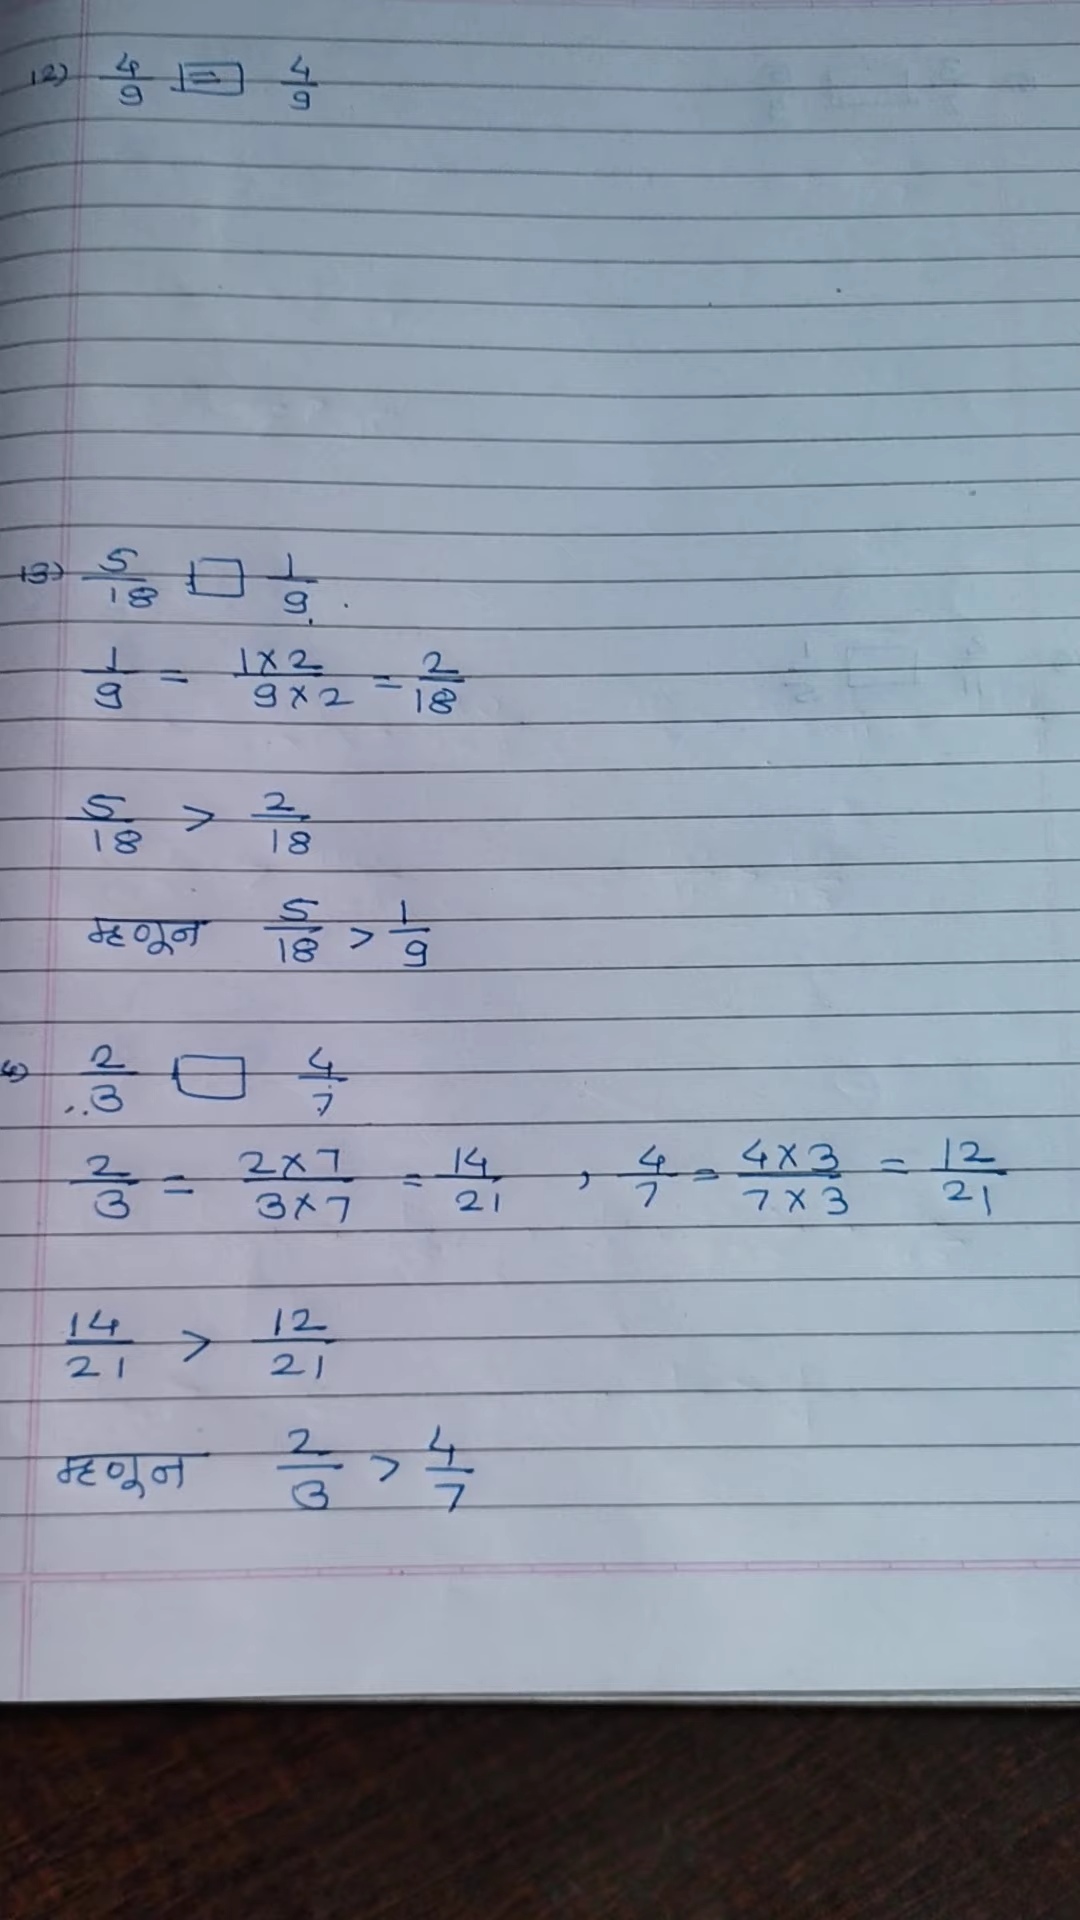 12) 4/9 [=] 4/9
13) 5/18 □ 1/9
1/9 = 1×2/9×2 = 2/18
5/18 > 2/18
म्हणून 5/18 > 1/9
2/3 □ 4/7
2/3 = 2×7/3×7 = 14/21 , 4/7 = 4×3/7×3 = 12/21
14/21 > 12/21
म्हणून 2/3 > 4/7